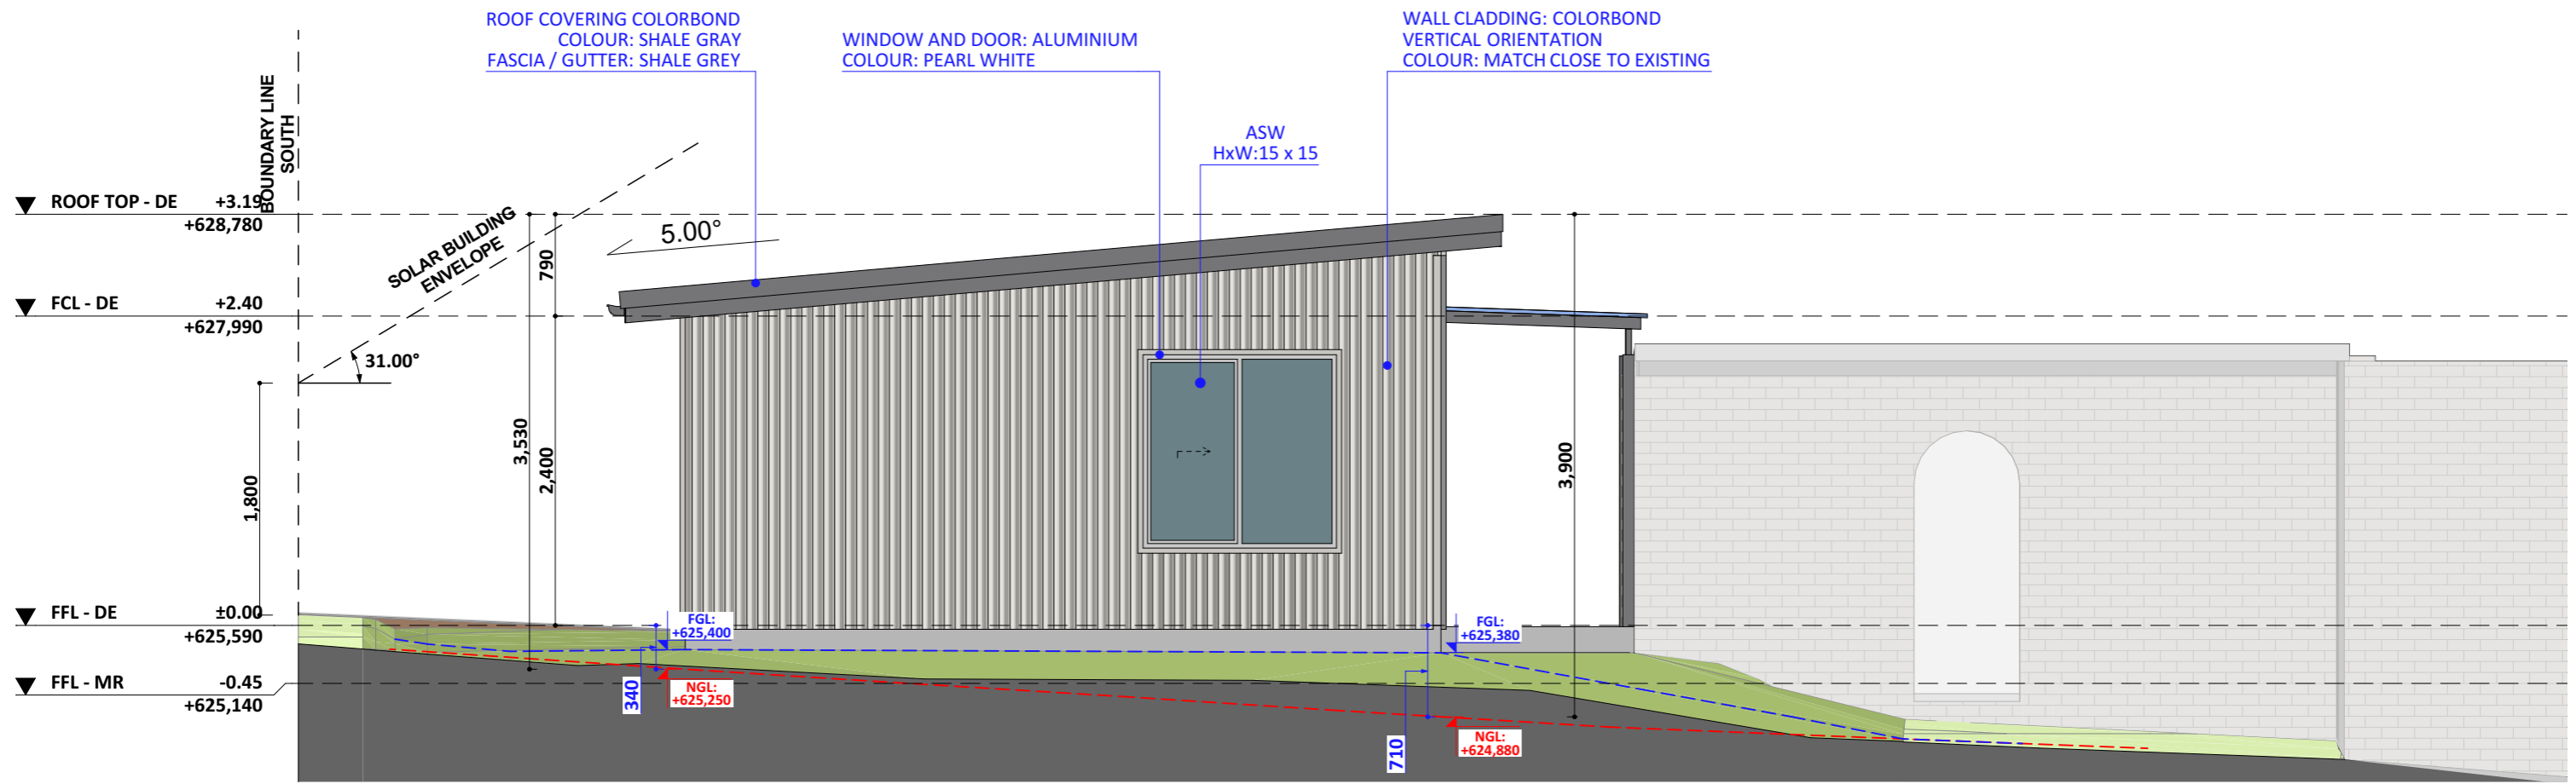 ROOF COVERING COLORBOND
COLOUR: SHALE GRAY
FASCIA / GUTTER: SHALE GREY
WINDOW AND DOOR: ALUMINIUM
COLOUR: PEARL WHITE
WALL CLADDING: COLORBOND
VERTICAL ORIENTATION
COLOUR: MATCH CLOSE TO EXISTING
ASW
HxW:15 x 15
BOUNDARY LINE
SOUTH
ROOF TOP - DE +3.19
+628,780
SOLAR BUILDING
ENVELOPE
5.00°
790
FCL - DE +2.40
+627,990
31.00°
1,800
3,530
2,400
3,900
FFL - DE ±0.00
+625,590
FGL:
+625,400
FGL:
+625,380
FFL - MR -0.45
+625,140
340
NGL:
+625,250
710
NGL:
+624,880